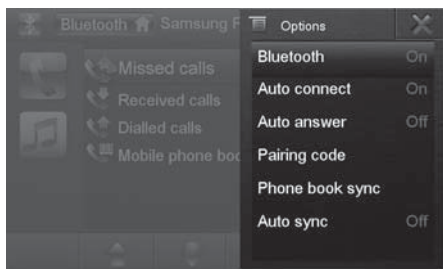 Bluetooth Samsung
Missed calls
Received calls
Dialled calls
Mobile phone boo
Options
Bluetooth On
Auto connect On
Auto answer Off
Pairing code
Phone book sync
Auto sync Off